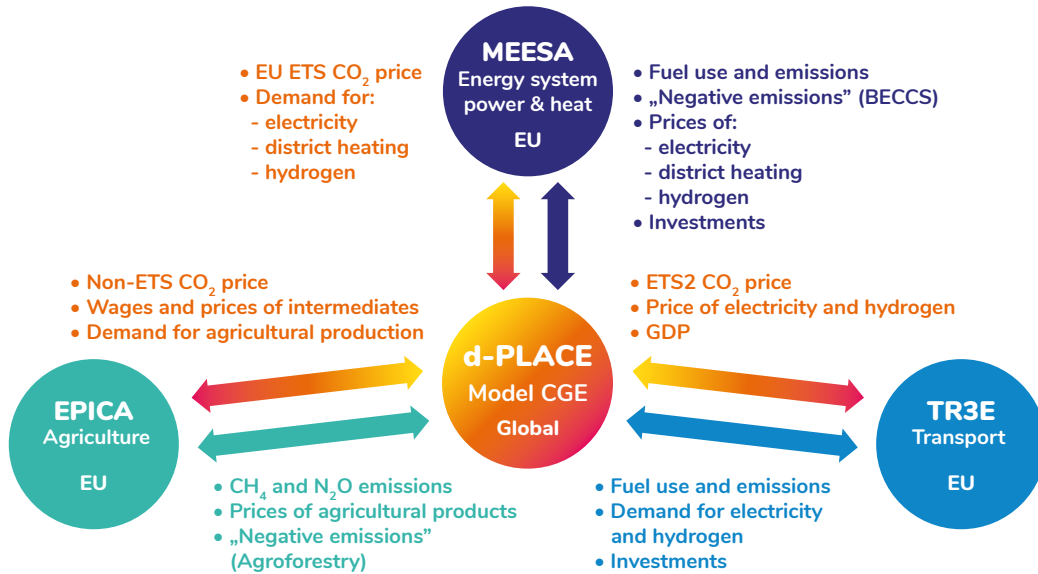 MEESA
Energy system
power & heat
EU
• EU ETS CO₂ price
• Demand for:
- electricity
- district heating
- hydrogen
• Fuel use and emissions
• „Negative emissions” (BECCS)
• Prices of:
- electricity
- district heating
- hydrogen
• Investments
• Non-ETS CO₂ price
• Wages and prices of intermediates
• Demand for agricultural production
• ETS2 CO₂ price
• Price of electricity and hydrogen
• GDP
d-PLACE
Model CGE
Global
EPICA
Agriculture
EU
TR3E
Transport
EU
• CH₄ and N₂O emissions
• Prices of agricultural products
• „Negative emissions”
(Agroforestry)
• Fuel use and emissions
• Demand for electricity
and hydrogen
• Investments